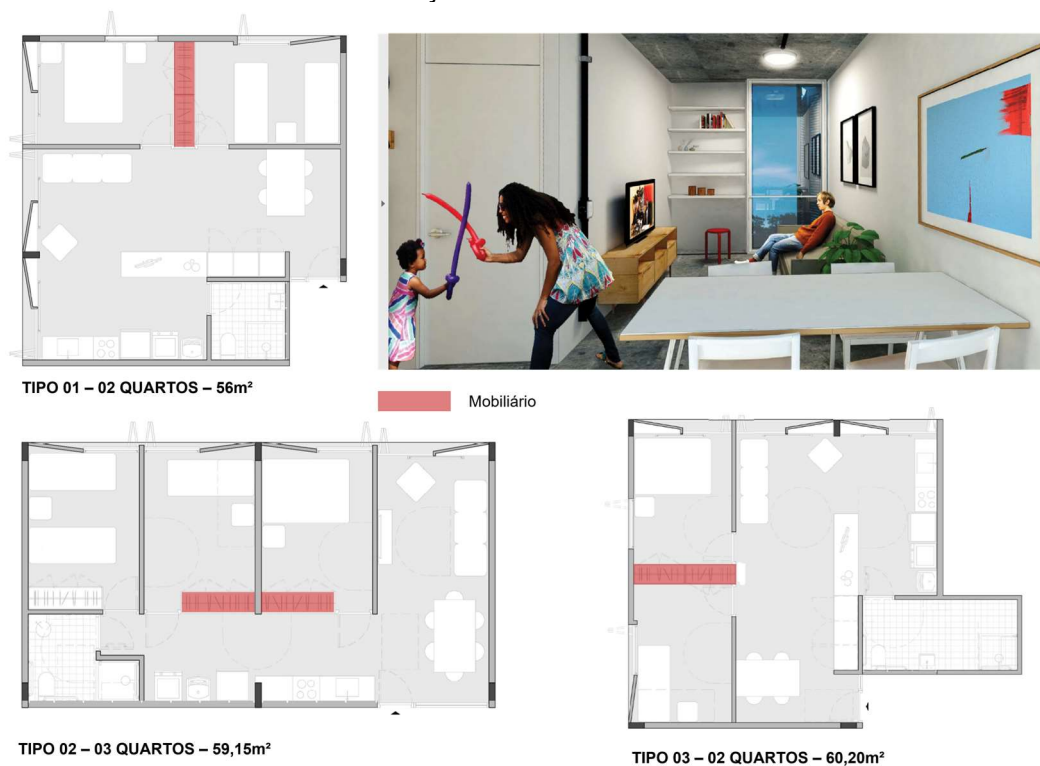 TIPO 01 – 02 QUARTOS – 56m²
Mobiliário
TIPO 02 – 03 QUARTOS – 59,15m²
TIPO 03 – 02 QUARTOS – 60,20m²